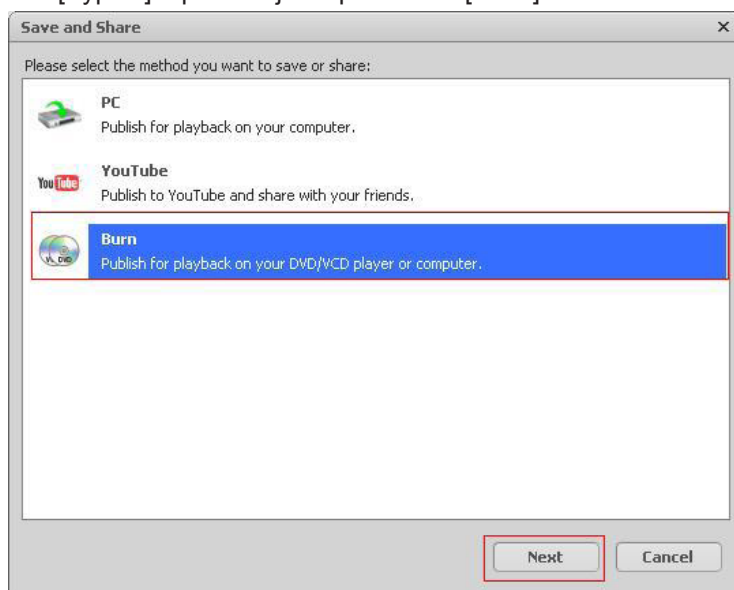 Save and Share
Please select the method you want to save or share:
PC
Publish for playback on your computer.
You Tube
YouTube
Publish to YouTube and share with your friends.
Burn
Publish for playback on your DVD/VCD player or computer.
Next
Cancel